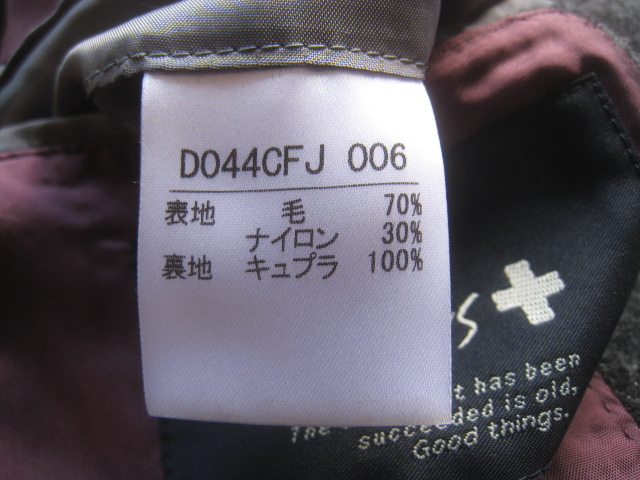 D044CFJ 006
表地 毛 70%
ナイロン 30%
裏地 キュプラ 100%
s
t has been
The succeeded is old,
Good things.